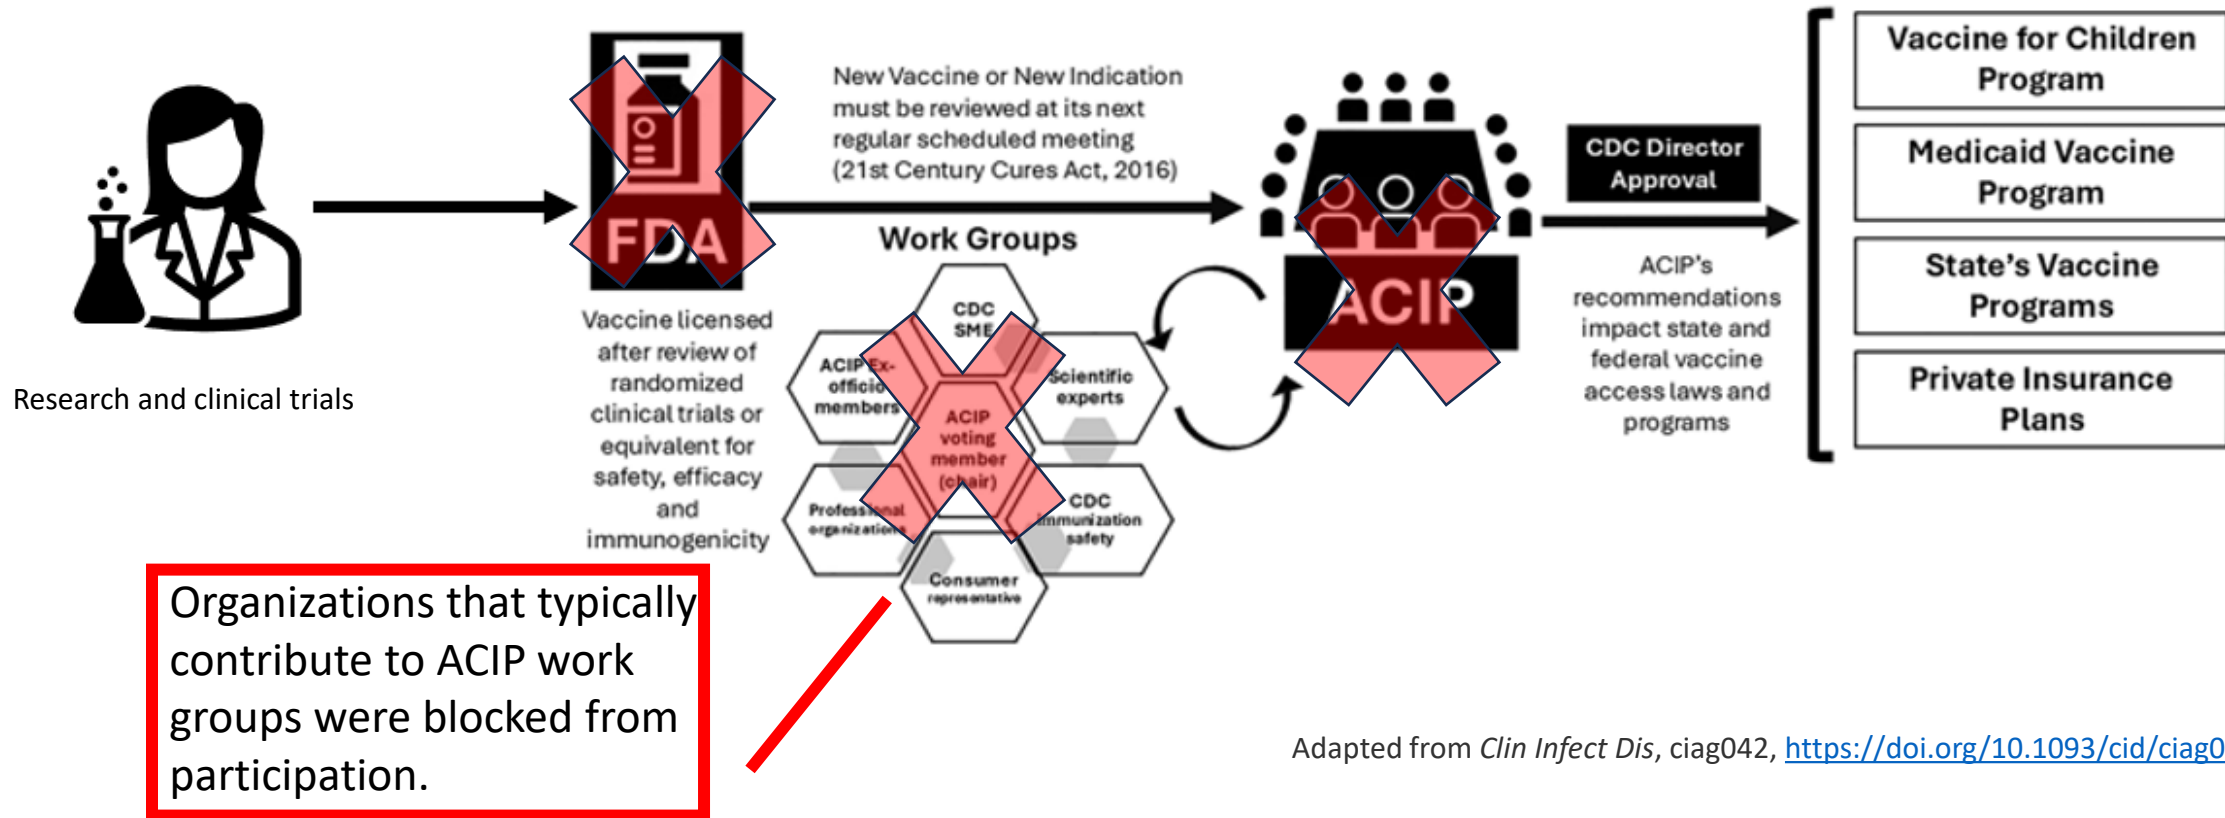 Research and clinical trials
FDA
Vaccine licensed
after review of
randomized
clinical trials or
equivalent for
safety, efficacy
and
immunogenicity
New Vaccine or New Indication
must be reviewed at its next
regular scheduled meeting
(21st Century Cures Act, 2016)
Work Groups
CDC
SME
ACIP Ex-
officio
members
Scientific
experts
ACIP
voting
member
(chair)
Professional
organizations
CDC
Immunization
safety
Consumer
representative
ACIP
CDC Director
Approval
ACIP's
recommendations
impact state and
federal vaccine
access laws and
programs
Vaccine for Children
Program
Medicaid Vaccine
Program
State's Vaccine
Programs
Private Insurance
Plans
Organizations that typically
contribute to ACIP work
groups were blocked from
participation.
Adapted from Clin Infect Dis, ciag042, https://doi.org/10.1093/cid/ciag0